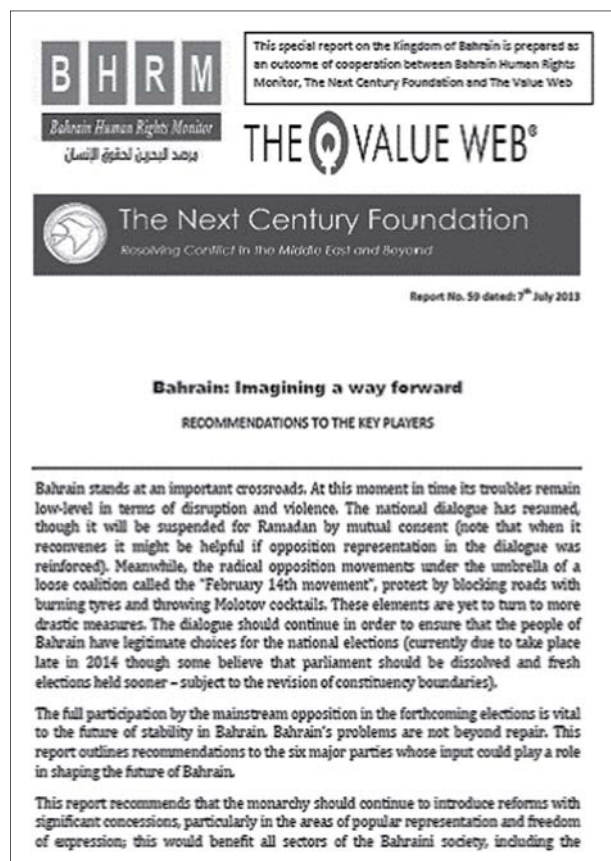 BHRM
Bahrain Human Rights Monitor
مرصد البحرين لحقوق الإنسان
This special report on the Kingdom of Bahrain is prepared as
an outcome of cooperation between Bahrain Human Rights
Monitor, The Next Century Foundation and The Value Web
THE VALUE WEB®
The Next Century Foundation
Resolving Conflict in the Middle East and Beyond
Report No. 59 dated: 7th July 2013
Bahrain: Imagining a way forward
RECOMMENDATIONS TO THE KEY PLAYERS
Bahrain stands at an important crossroads. At this moment in time its troubles remain
low-level in terms of disruption and violence. The national dialogue has resumed,
though it will be suspended for Ramadan by mutual consent (note that when it
reconvenes it might be helpful if opposition representation in the dialogue was
reinforced). Meanwhile, the radical opposition movements under the umbrella of a
loose coalition called the "February 14th movement", protest by blocking roads with
burning tyres and throwing Molotov cocktails. These elements are yet to turn to more
drastic measures. The dialogue should continue in order to ensure that the people of
Bahrain have legitimate choices for the national elections (currently due to take place
late in 2014 though some believe that parliament should be dissolved and fresh
elections held sooner – subject to the revision of constituency boundaries).
The full participation by the mainstream opposition in the forthcoming elections is vital
to the future of stability in Bahrain. Bahrain's problems are not beyond repair. This
report outlines recommendations to the six major parties whose input could play a role
in shaping the future of Bahrain.
This report recommends that the monarchy should continue to introduce reforms with
significant concessions, particularly in the areas of popular representation and freedom
of expression; this would benefit all sectors of the Bahraini society, including the